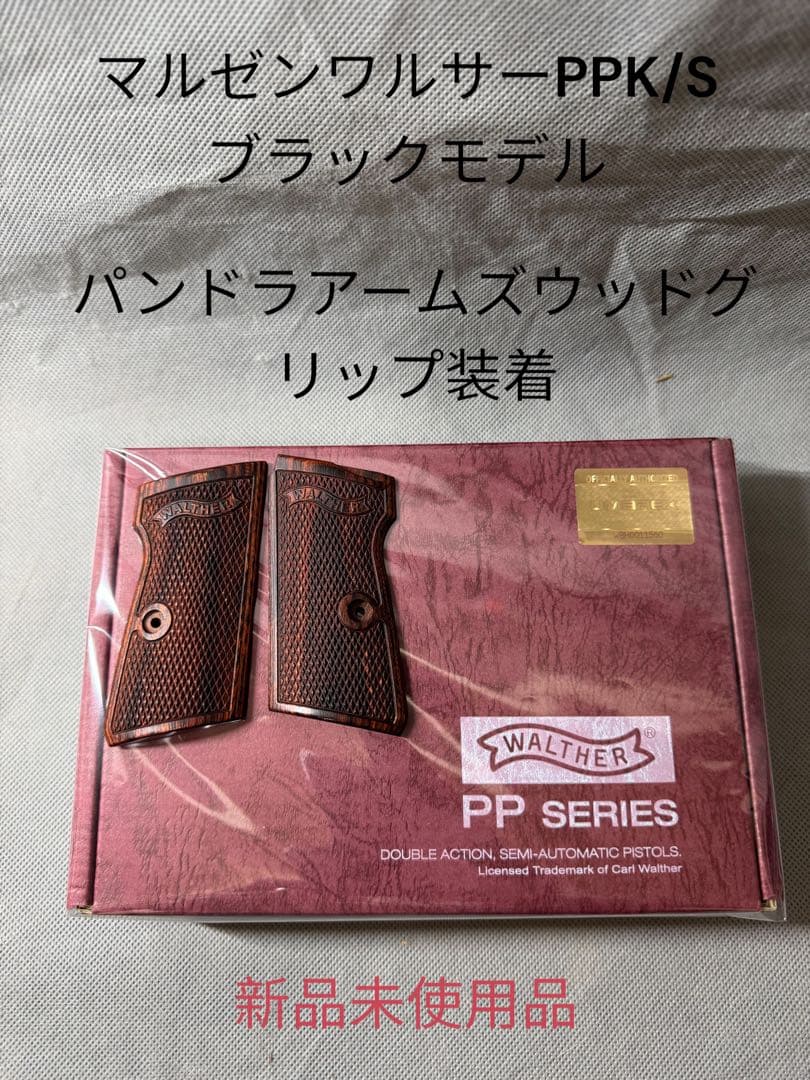 マルゼンワルサーPPK/S
ブラックモデル
パンドラアームズウッドグ
リップ装着
WALTHER
WALTHER
OFFICIALLY AUTHORIZED
WALTHER®
PP SERIES
DOUBLE ACTION, SEMI-AUTOMATIC PISTOLS.
Licensed Trademark of Carl Walther
新品未使用品